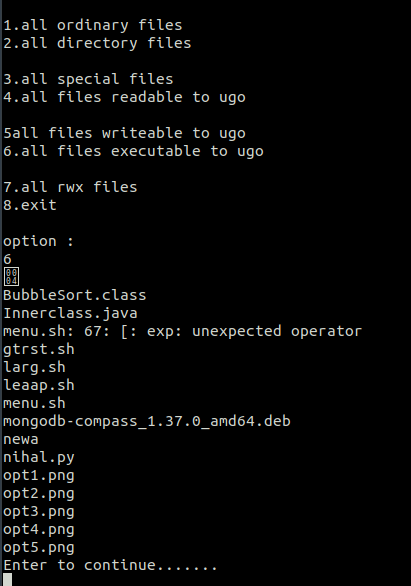 1.all ordinary files
2.all directory files
3.all special files
4.all files readable to ugo
5all files writeable to ugo
6.all files executable to ugo
7.all rwx files
8.exit
option :
6
0004
BubbleSort.class
Innerclass.java
menu.sh: 67: [: exp: unexpected operator
gtrst.sh
larg.sh
leaap.sh
menu.sh
mongodb-compass_1.37.0_amd64.deb
newa
nihal.py
opt1.png
opt2.png
opt3.png
opt4.png
opt5.png
Enter to continue.......